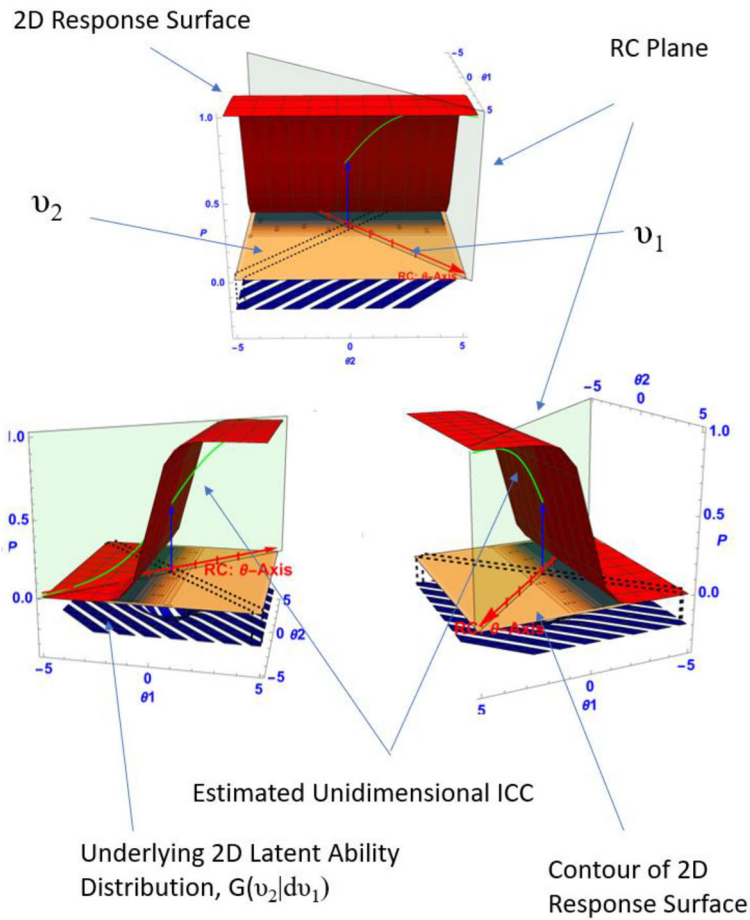 2D Response Surface
RC Plane
−5
0 θ1
5
1.0
0.5
P
0.0
υ2
υ1
RC: θ-Axis
−5 0 5
θ2
1.0
0.5
P
0.0
RC: θ-Axis
5
0 θ2
−5
−5 0 5
θ1
θ2
−5 0 5
1.0
0.5
P
0.0
RC: θ-Axis
5 0 −5
θ1
Estimated Unidimensional ICC
Underlying 2D Latent Ability
Distribution, G(υ2|dυ1)
Contour of 2D
Response Surface